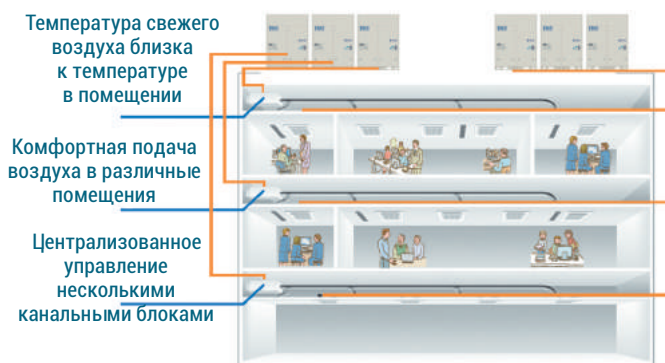 Температура свежего
воздуха близка
к температуре
в помещении
Комфортная подача
воздуха в различные
помещения
Централизованное
управление
несколькими
канальными блоками